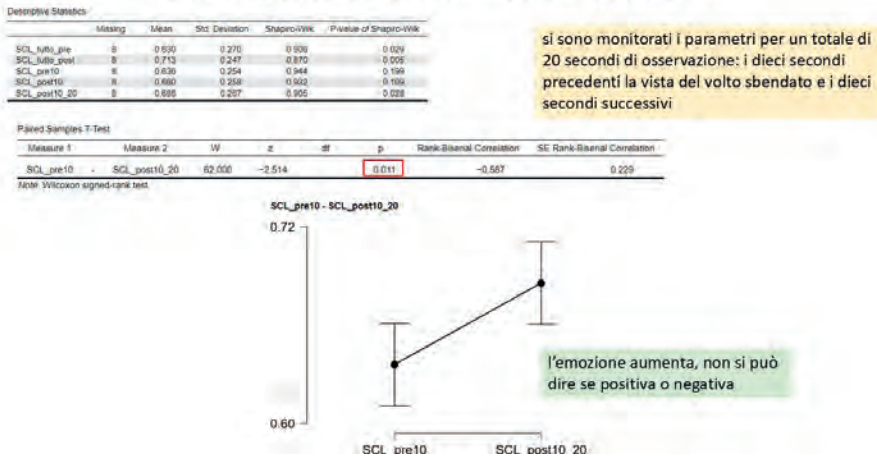 Descriptive Statistics
Missing Mean Std. Deviation Shapiro-Wilk P-value of Shapiro-Wilk
SCL_tutto_pre 8 0.630 0.270 0.029
SCL_tutto_post 8 0.713 0.247 0.870 0.005
SCL_pre10 8 0.636 0.254 0.944 0.199
SCL_post10 8 0.660 0.258 0.932 0.109
SCL_post10_20 8 0.686 0.267 0.905 0.028
si sono monitorati i parametri per un totale di
20 secondi di osservazione: i dieci secondi
precedenti la vista del volto sbendato e i dieci
secondi successivi
Paired Samples T-Test
Measure 1 Measure 2 W z df p Rank-Biserial Correlation SE Rank-Biserial Correlation
SCL_pre10 - SCL_post10_20 62.000 −2.514 0.011 −0.587 0.229
Note. Wilcoxon signed-rank test.
SCL_pre10 - SCL_post10_20
0.72
l'emozione aumenta, non si può
dire se positiva o negativa
0.60
SCL_pre10 SCL_post10_20